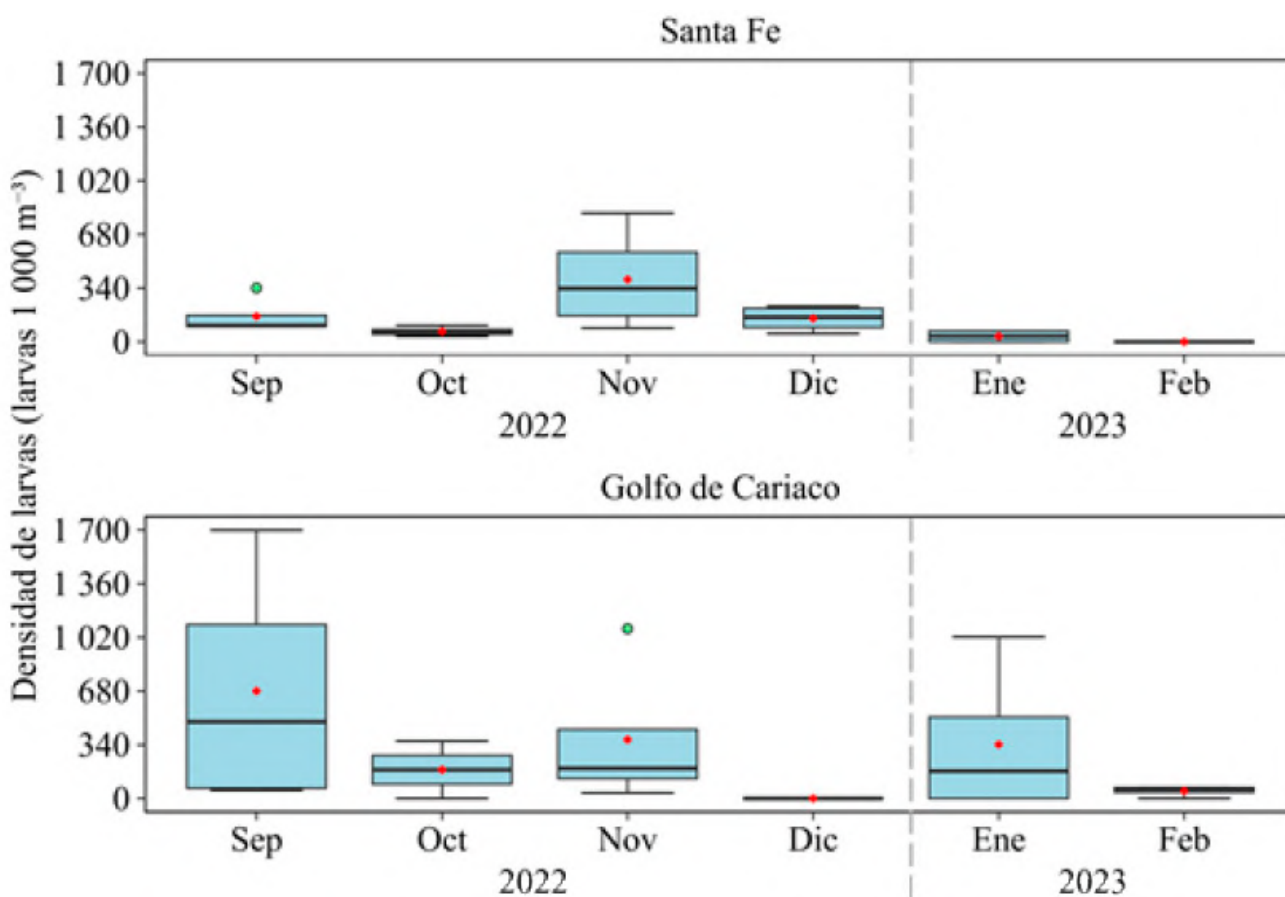 Densidad de larvas (larvas 1 000 m⁻³)
Santa Fe
1 700
1 360
1 020
680
340
0
Sep Oct Nov Dic Ene Feb
2022 2023
Golfo de Cariaco
1 700
1 360
1 020
680
340
0
Sep Oct Nov Dic Ene Feb
2022 2023